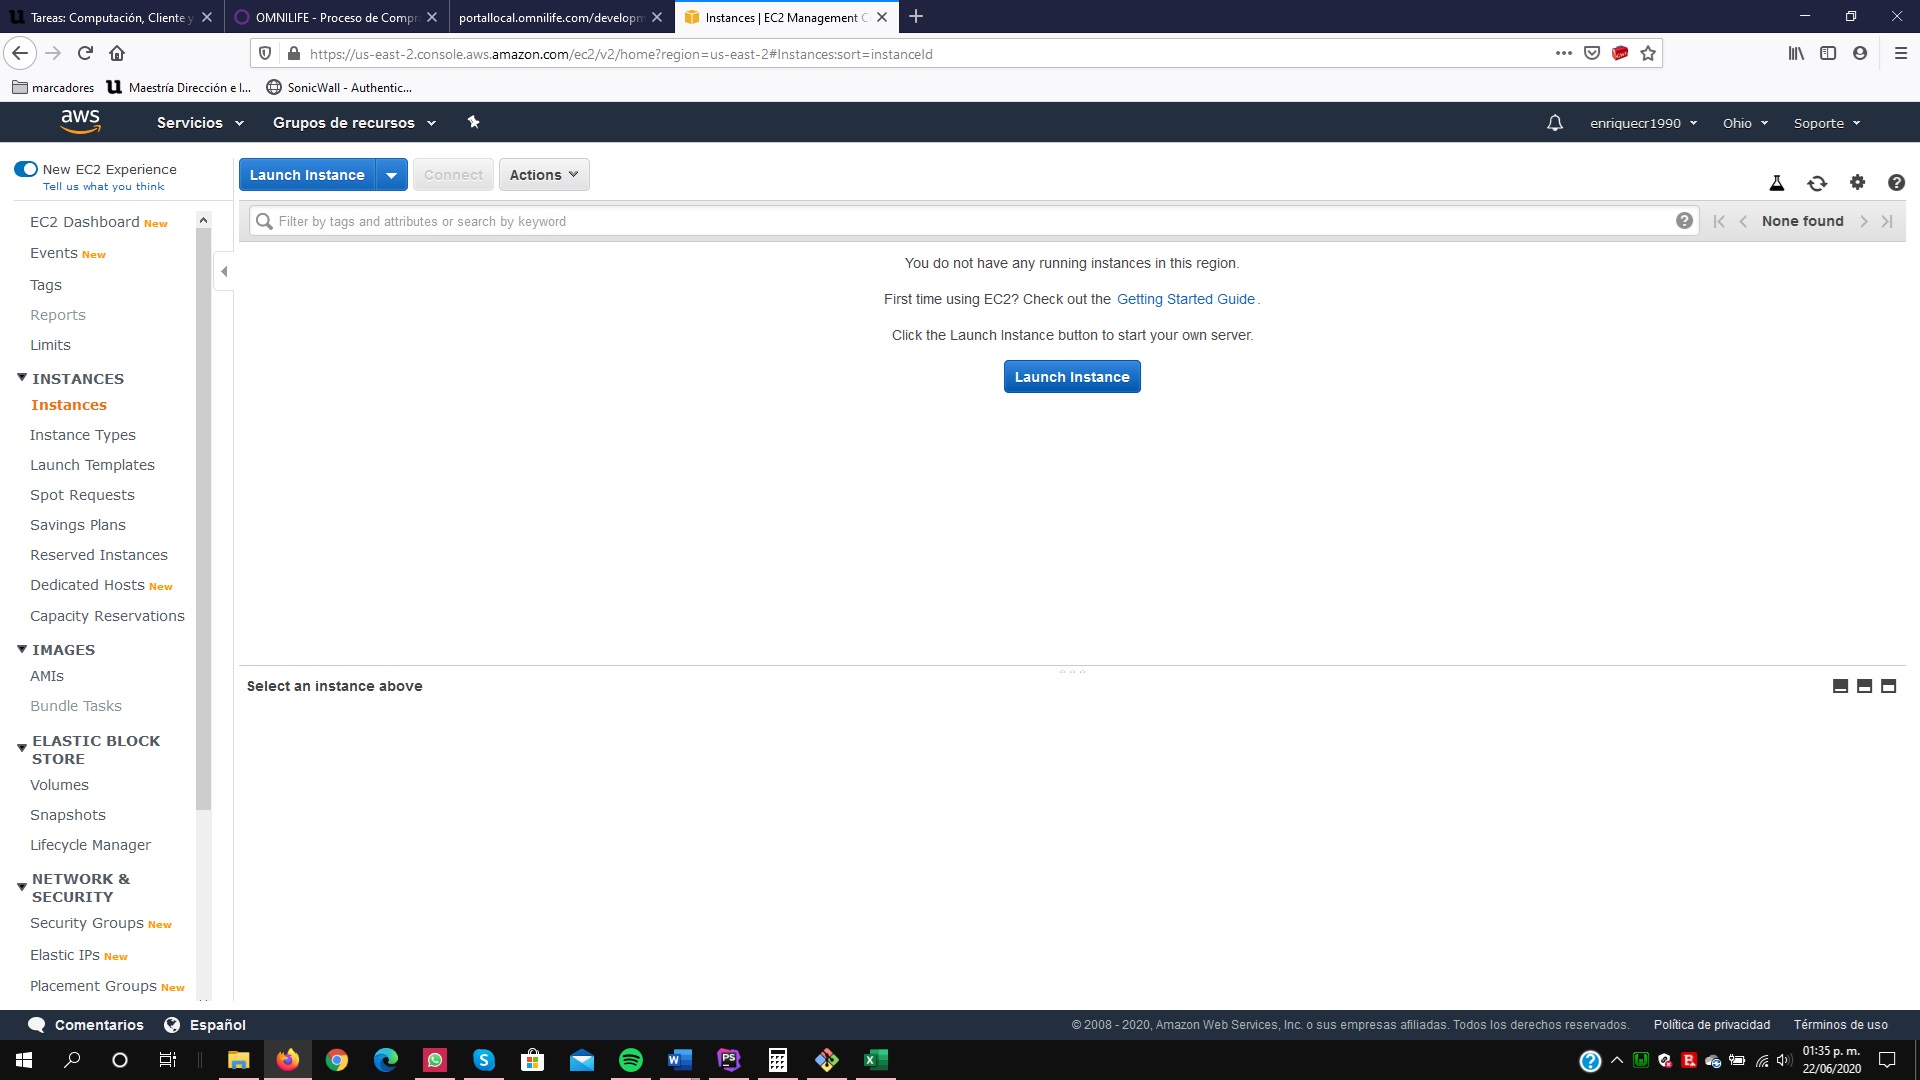 Tareas: Computación, Cliente y
OMNILIFE - Proceso de Compr
portallocal.omnilife.com/developm
Instances | EC2 Management C
https://us-east-2.console.aws.amazon.com/ec2/v2/home?region=us-east-2#Instances:sort=instanceId
marcadores
Maestría Dirección e I...
SonicWall - Authentic...
aws
Servicios
Grupos de recursos
enriquecr1990
Ohio
Soporte
New EC2 Experience
Tell us what you think
Launch Instance
Connect
Actions
Filter by tags and attributes or search by keyword
None found
EC2 Dashboard New
Events New
Tags
Reports
Limits
INSTANCES
Instances
Instance Types
Launch Templates
Spot Requests
Savings Plans
Reserved Instances
Dedicated Hosts New
Capacity Reservations
IMAGES
AMIs
Bundle Tasks
ELASTIC BLOCK
STORE
Volumes
Snapshots
Lifecycle Manager
NETWORK &
SECURITY
Security Groups New
Elastic IPs New
Placement Groups New
You do not have any running instances in this region.
First time using EC2? Check out the Getting Started Guide.
Click the Launch Instance button to start your own server.
Launch Instance
Select an instance above
Comentarios
Español
© 2008 - 2020, Amazon Web Services, Inc. o sus empresas afiliadas. Todos los derechos reservados.
Política de privacidad
Términos de uso
01:35 p. m.
22/06/2020